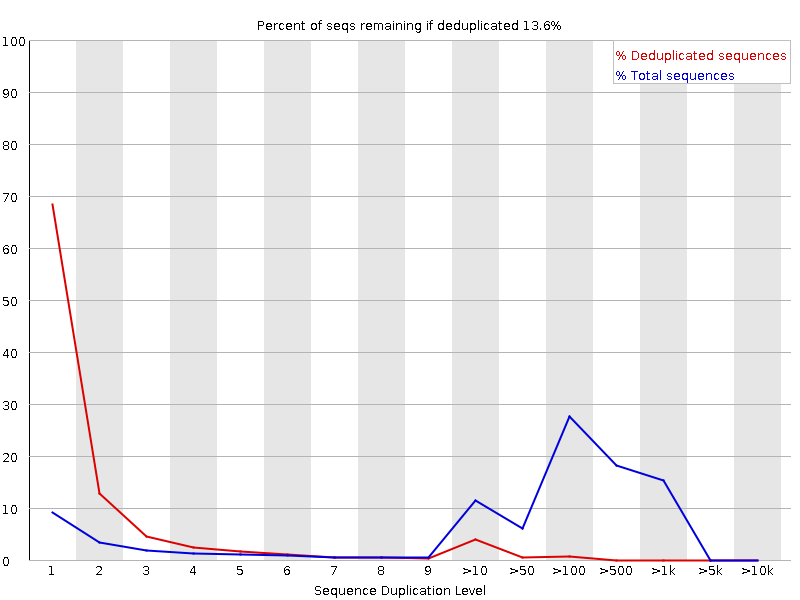 Percent of seqs remaining if deduplicated 13.6%
% Deduplicated sequences
% Total sequences
100
90
80
70
60
50
40
30
20
10
0
1 2 3 4 5 6 7 8 9 >10 >50 >100 >500 >1k >5k >10k
Sequence Duplication Level